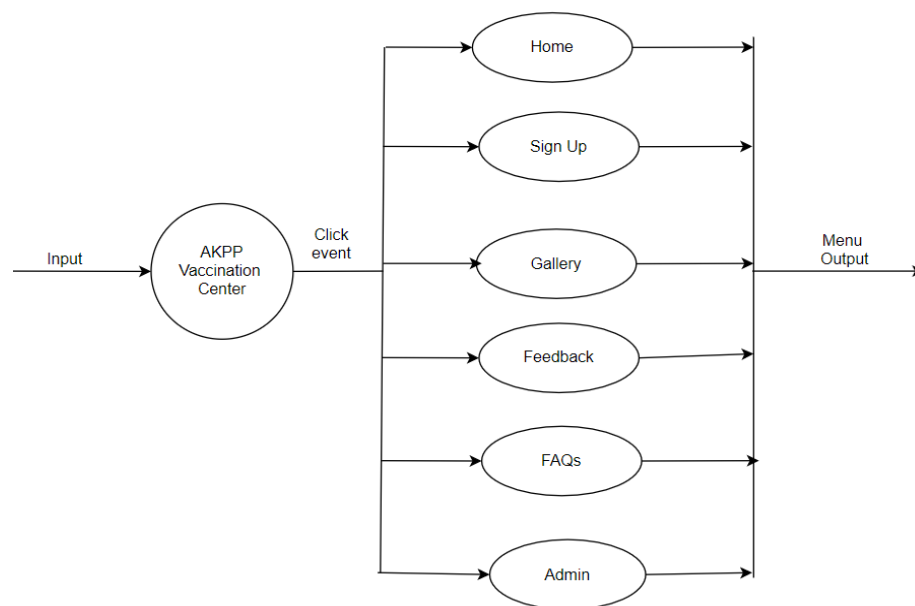 Home
Sign Up
Input
AKPP
Vaccination
Center
Click
event
Gallery
Menu
Output
Feedback
FAQs
Admin